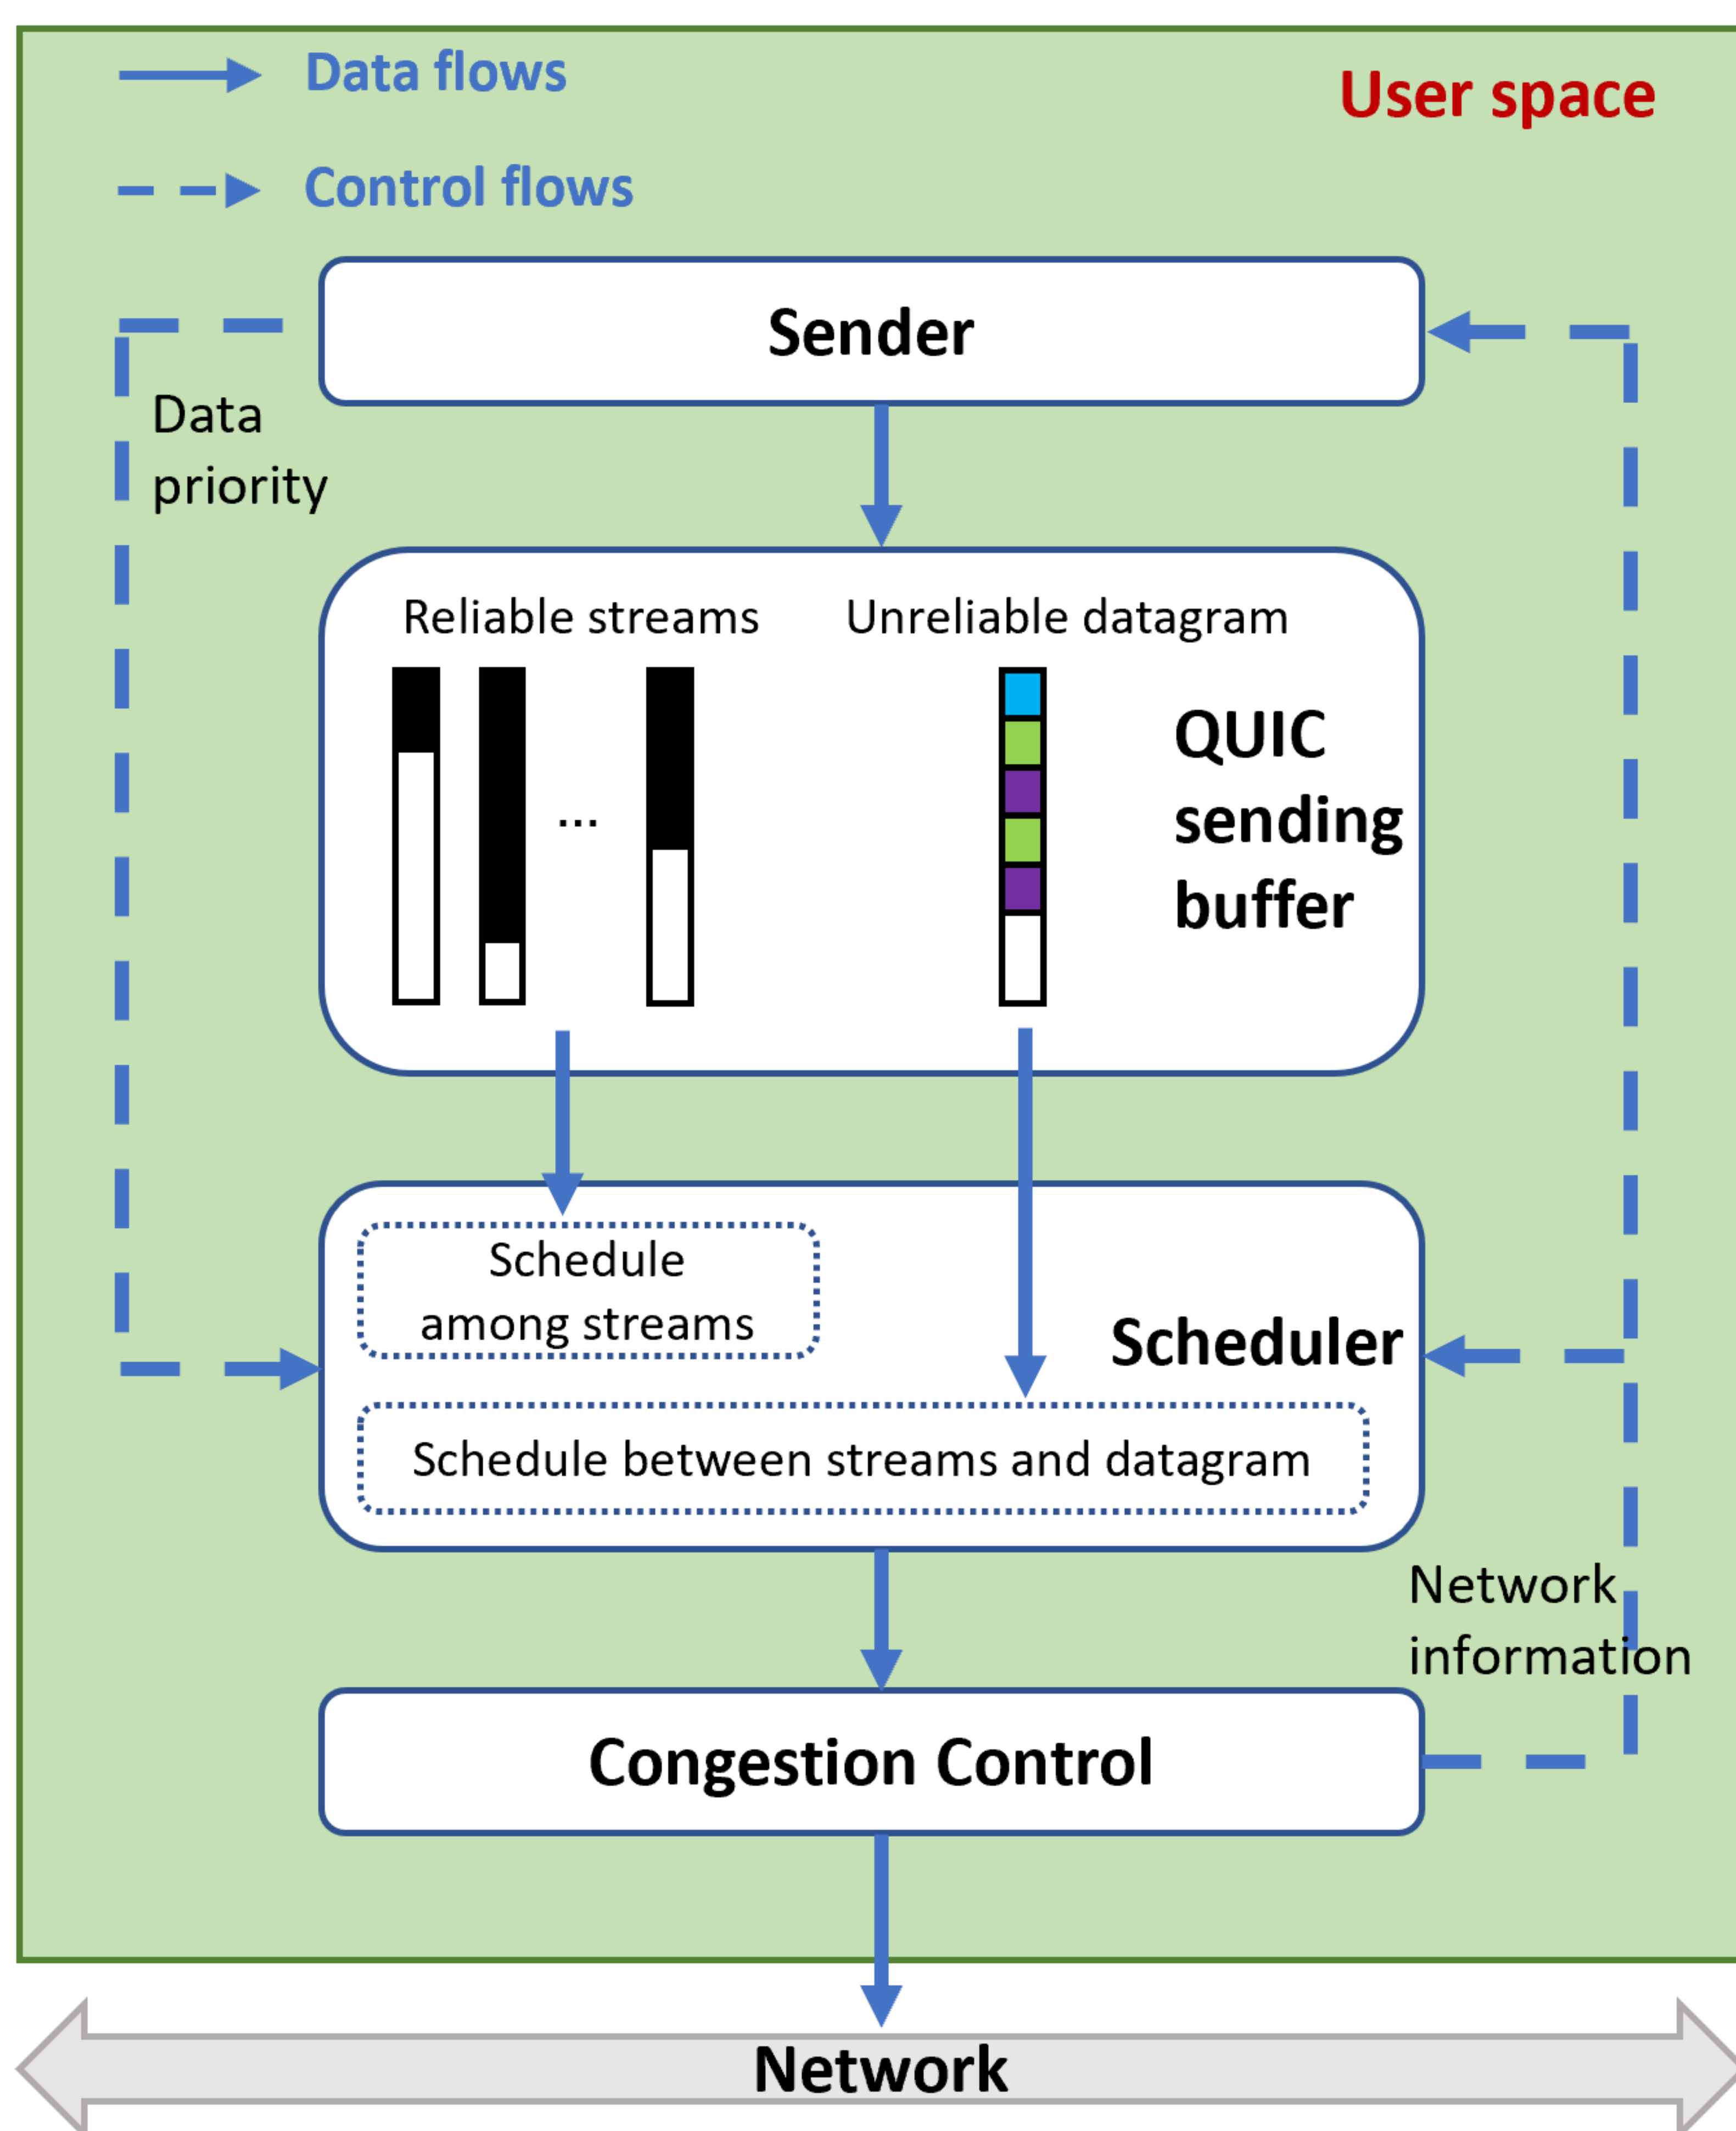 Data flows
User space
Control flows
Sender
Data
priority
Reliable streams
Unreliable datagram
...
QUIC
sending
buffer
Schedule
among streams
Scheduler
Schedule between streams and datagram
Network
information
Congestion Control
Network